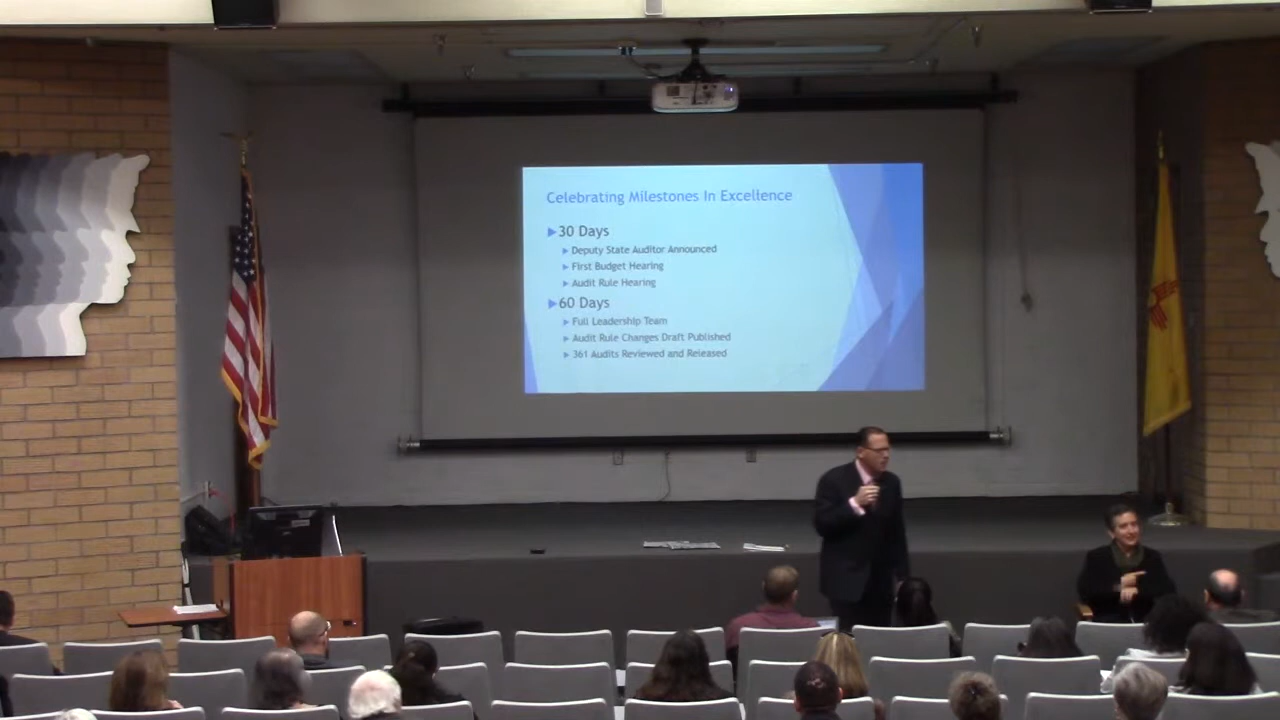 Celebrating Milestones In Excellence
30 Days
Deputy State Auditor Announced
First Budget Hearing
Audit Rule Hearing
60 Days
Full Leadership Team
Audit Rule Changes Draft Published
361 Audits Reviewed and Released